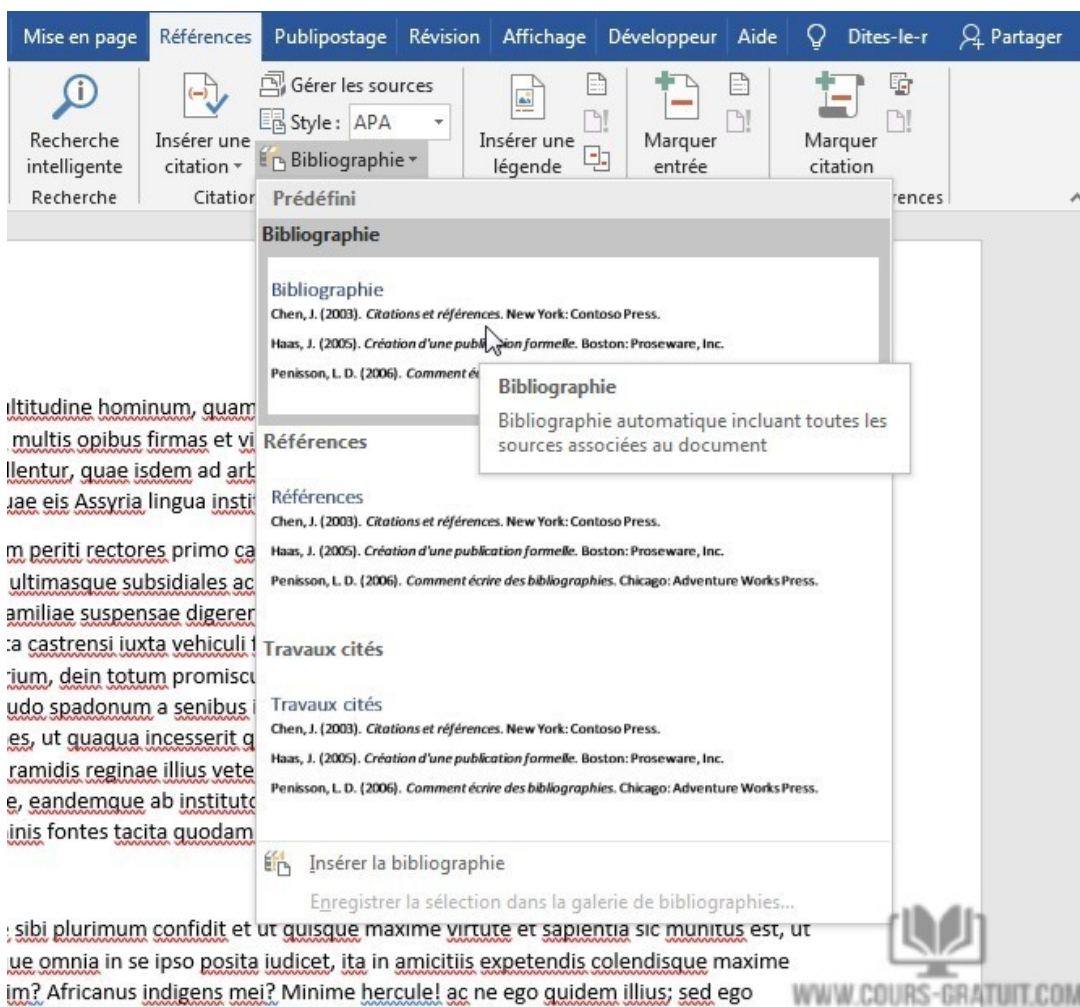 Mise en page Références Publipostage Révision Affichage Développeur Aide Dites-le-r Partager
Gérer les sources
Style : APA
Bibliographie
Recherche intelligente
Insérer une citation
Insérer une légende
Marquer entrée
Marquer citation
Recherche
Citation
rences
Prédéfini
Bibliographie
Bibliographie
Chen, J. (2003). Citations et références. New York: Contoso Press.
Haas, J. (2005). Création d'une publication formelle. Boston: Proseware, Inc.
Penisson, L. D. (2006). Comment éc
Bibliographie
Bibliographie automatique incluant toutes les
sources associées au document
Références
Références
Chen, J. (2003). Citations et références. New York: Contoso Press.
Haas, J. (2005). Création d'une publication formelle. Boston: Proseware, Inc.
Penisson, L. D. (2006). Comment écrire des bibliographies. Chicago: Adventure Works Press.
Travaux cités
Travaux cités
Chen, J. (2003). Citations et références. New York: Contoso Press.
Haas, J. (2005). Création d'une publication formelle. Boston: Proseware, Inc.
Penisson, L. D. (2006). Comment écrire des bibliographies. Chicago: Adventure Works Press.
Insérer la bibliographie
Enregistrer la sélection dans la galerie de bibliographies...
ultitudine hominum, quam
multis opibus firmas et vi
llentur, quae isdem ad arb
uae eis Assyria lingua instit
m periti rectores primo ca
ultimasque subsidiales ac
amiliae suspensae digerer
ta castrensi iuxta vehiculi f
rium, dein totum promiscu
udo spadonum a senibus i
es, ut quaqua incesserit q
ramidis reginae illius vete
e, eandemque ab instituto
inis fontes tacita quodam
sibi plurimum confidit et ut quisque maxime virtute et sapientia sic munitus est, ut
ue omnia in se ipso posita iudicet, ita in amicitiis expetendis colendisque maxime
im? Africanus indigens mei? Minime hercule! ac ne ego quidem illius; sed ego
WWW.COURS-GRATUIT.COM